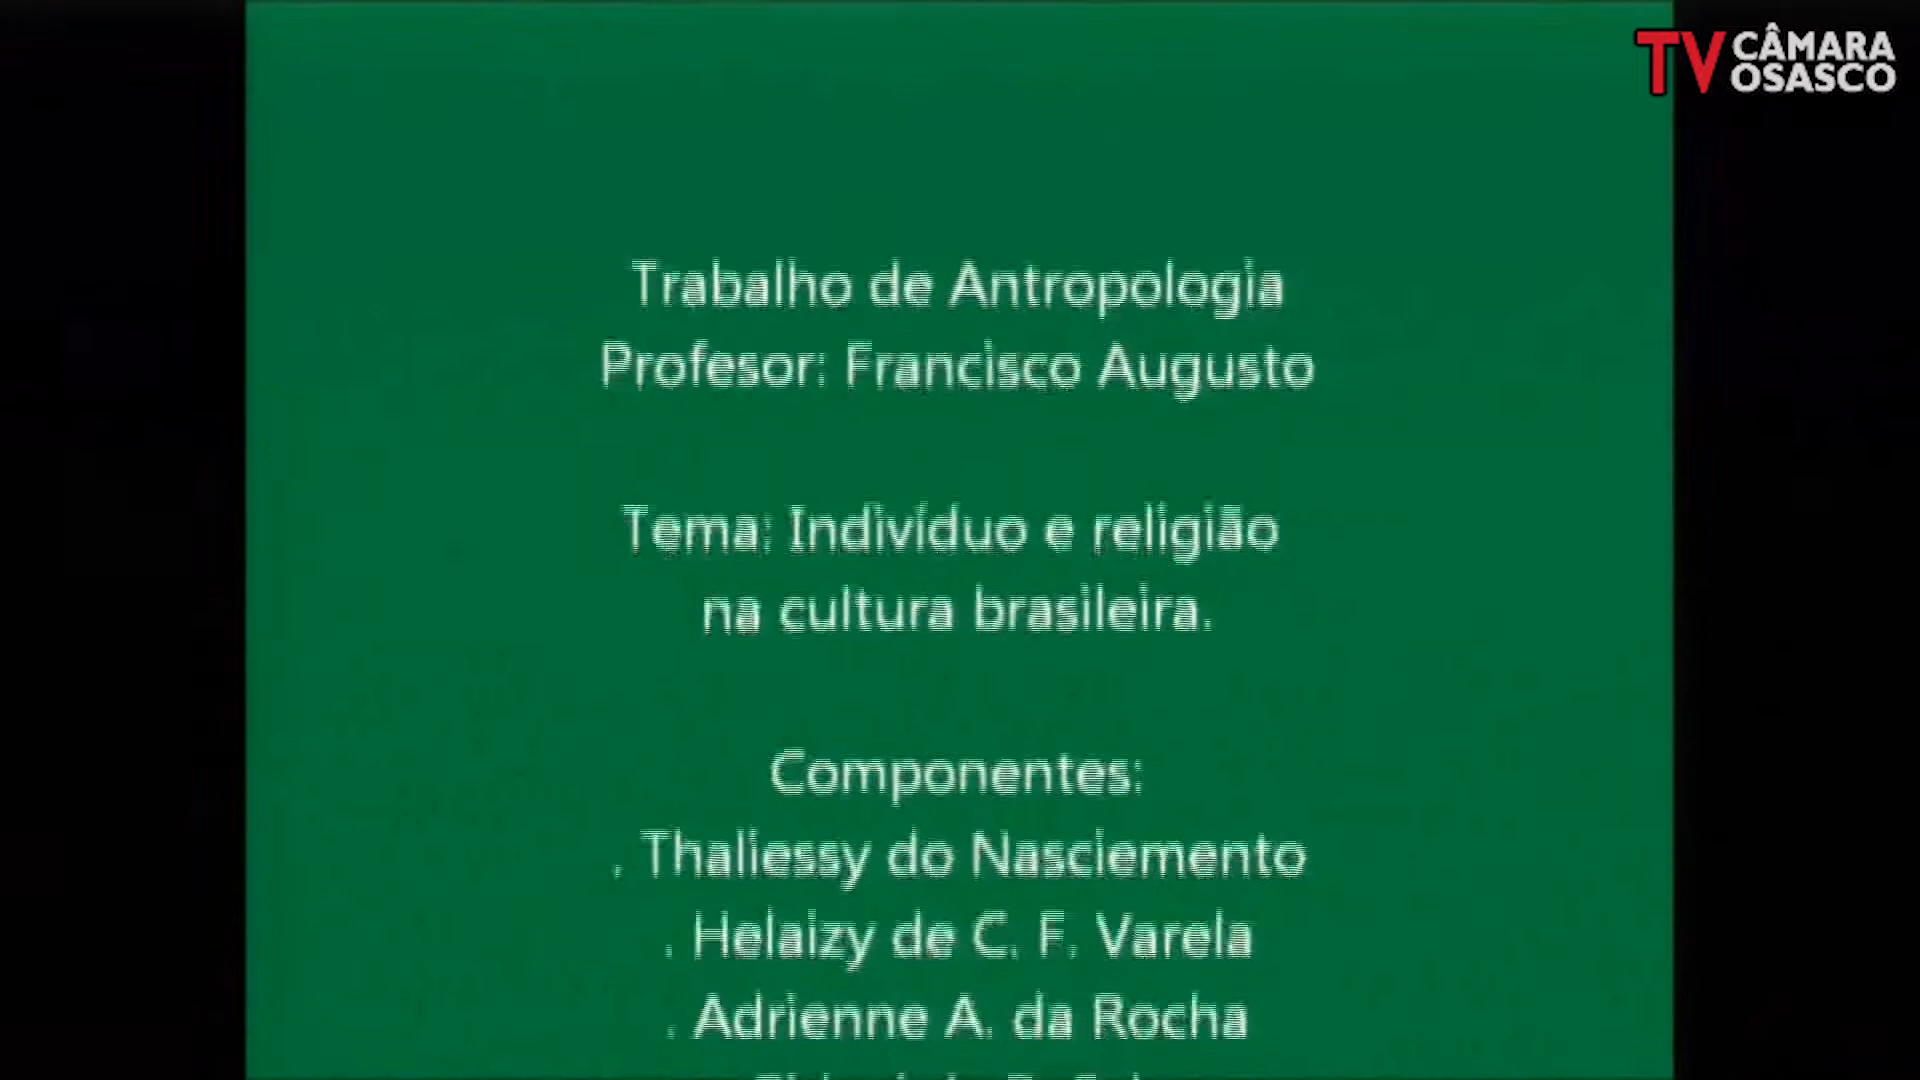 TV CÂMARA
OSASCO
Trabalho de Antropologia
Profesor: Francisco Augusto
Tema: Indivíduo e religião
na cultura brasileira.
Componentes:
. Thaliessy do Nasciemento
. Helaizy de C. F. Varela
. Adrienne A. da Rocha